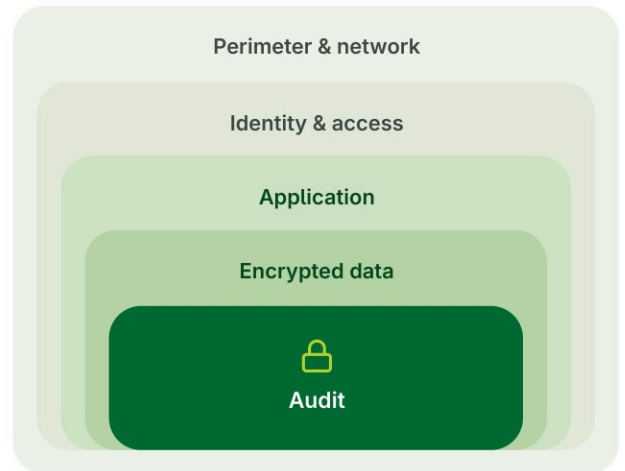 Perimeter & network
Identity & access
Application
Encrypted data
Audit